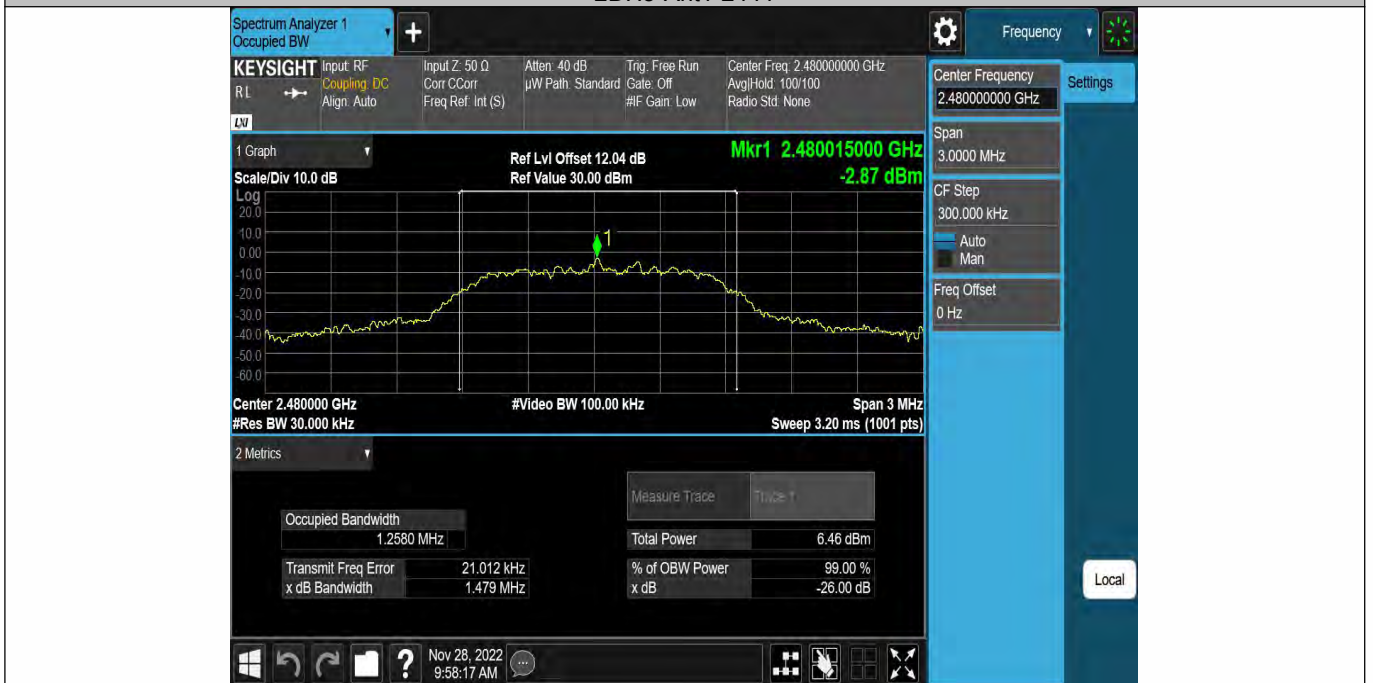 Spectrum Analyzer 1
Occupied BW
+
Frequency
KEYSIGHT
RL
LXI
Input: RF
Coupling: DC
Align: Auto
Input Z: 50 Ω
Corr CCorr
Freq Ref: Int (S)
Atten: 40 dB
µW Path: Standard
Trig: Free Run
Gate: Off
#IF Gain: Low
Center Freq: 2.480000000 GHz
Avg|Hold: 100/100
Radio Std: None
Center Frequency
2.480000000 GHz
Settings
Span
3.0000 MHz
CF Step
300.000 kHz
Auto
Man
Freq Offset
0 Hz
Local
1 Graph
Scale/Div 10.0 dB
Ref Lvl Offset 12.04 dB
Ref Value 30.00 dBm
Mkr1 2.480015000 GHz
-2.87 dBm
Log
20.0
10.0
0.00
-10.0
-20.0
-30.0
-40.0
-50.0
-60.0
1
Center 2.480000 GHz
#Res BW 30.000 kHz
#Video BW 100.00 kHz
Span 3 MHz
Sweep 3.20 ms (1001 pts)
2 Metrics
Measure Trace
Trace 1
Occupied Bandwidth
1.2580 MHz
Total Power
6.46 dBm
Transmit Freq Error
21.012 kHz
% of OBW Power
99.00 %
x dB Bandwidth
1.479 MHz
x dB
-26.00 dB
?
Nov 28, 2022
9:58:17 AM